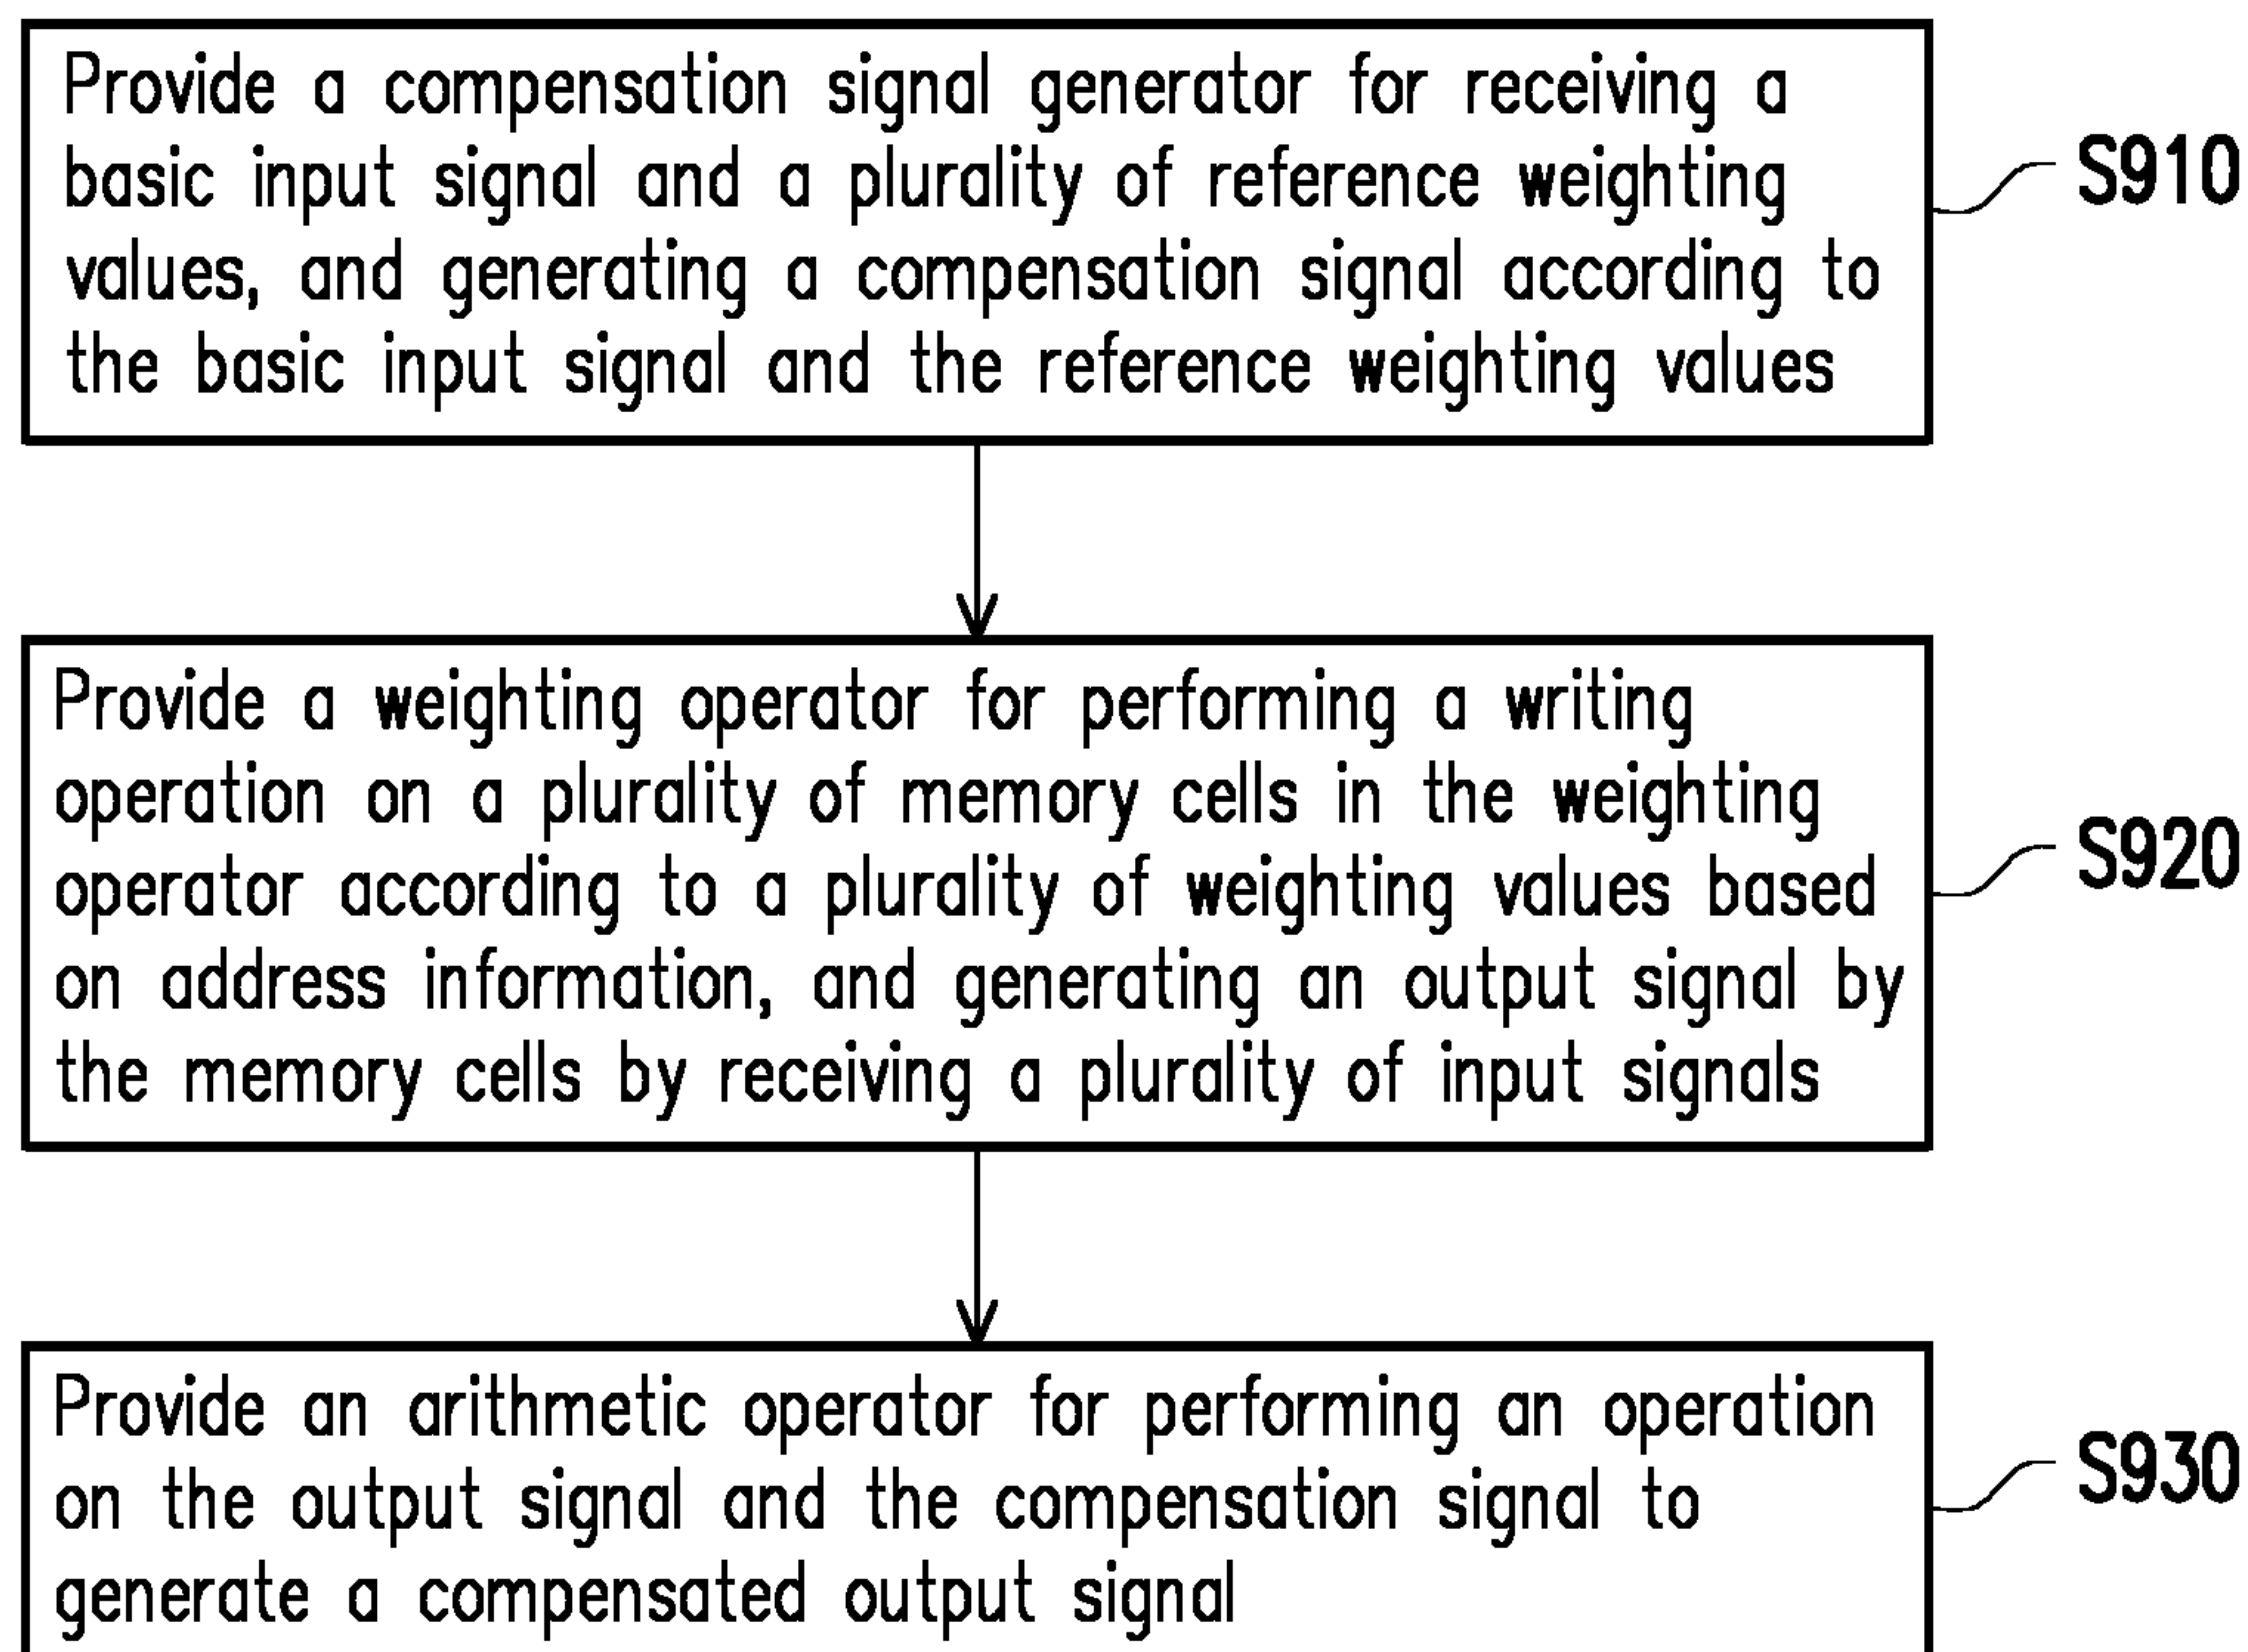 Provide a compensation signal generator for receiving a
basic input signal and a plurality of reference weighting
values, and generating a compensation signal according to
the basic input signal and the reference weighting values
S910
Provide a weighting operator for performing a writing
operation on a plurality of memory cells in the weighting
operator according to a plurality of weighting values based
on address information, and generating an output signal by
the memory cells by receiving a plurality of input signals
S920
Provide an arithmetic operator for performing an operation
on the output signal and the compensation signal to
generate a compensated output signal
S930